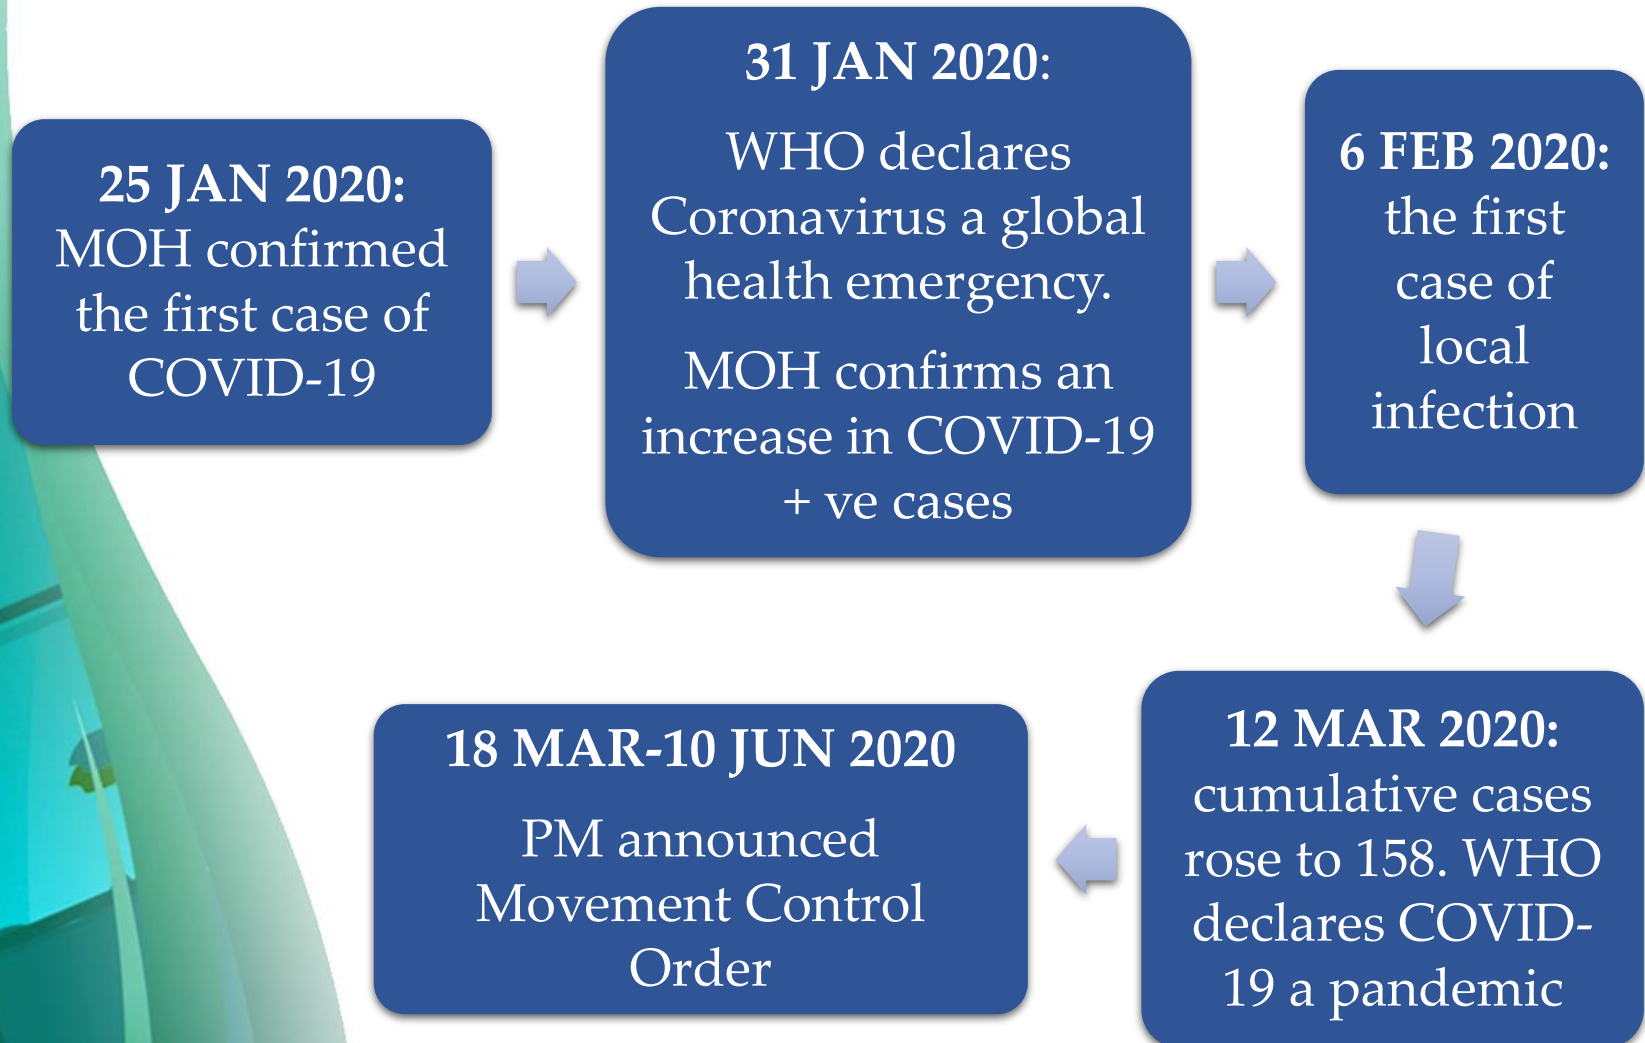 25 JAN 2020:
MOH confirmed
the first case of
COVID-19
31 JAN 2020:
WHO declares
Coronavirus a global
health emergency.
MOH confirms an
increase in COVID-19
+ ve cases
6 FEB 2020:
the first
case of
local
infection
12 MAR 2020:
cumulative cases
rose to 158. WHO
declares COVID-
19 a pandemic
18 MAR-10 JUN 2020
PM announced
Movement Control
Order